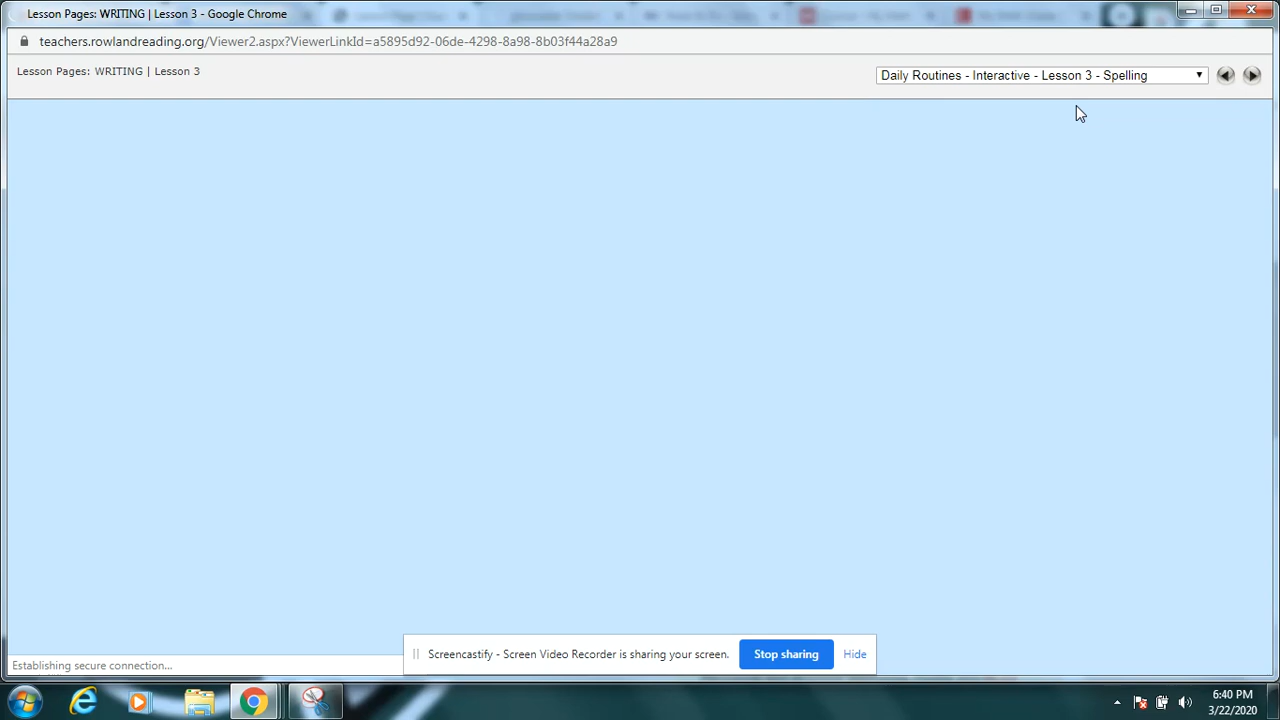 Lesson Pages: WRITING | Lesson 3 - Google Chrome
teachers.rowlandreading.org/Viewer2.aspx?ViewerLinkId=a5895d92-06de-4298-8a98-8b03f44a28a9
Lesson Pages: WRITING | Lesson 3
Daily Routines - Interactive - Lesson 3 - Spelling
Establishing secure connection...
Screencastify - Screen Video Recorder is sharing your screen.
Stop sharing
Hide
6:40 PM
3/22/2020